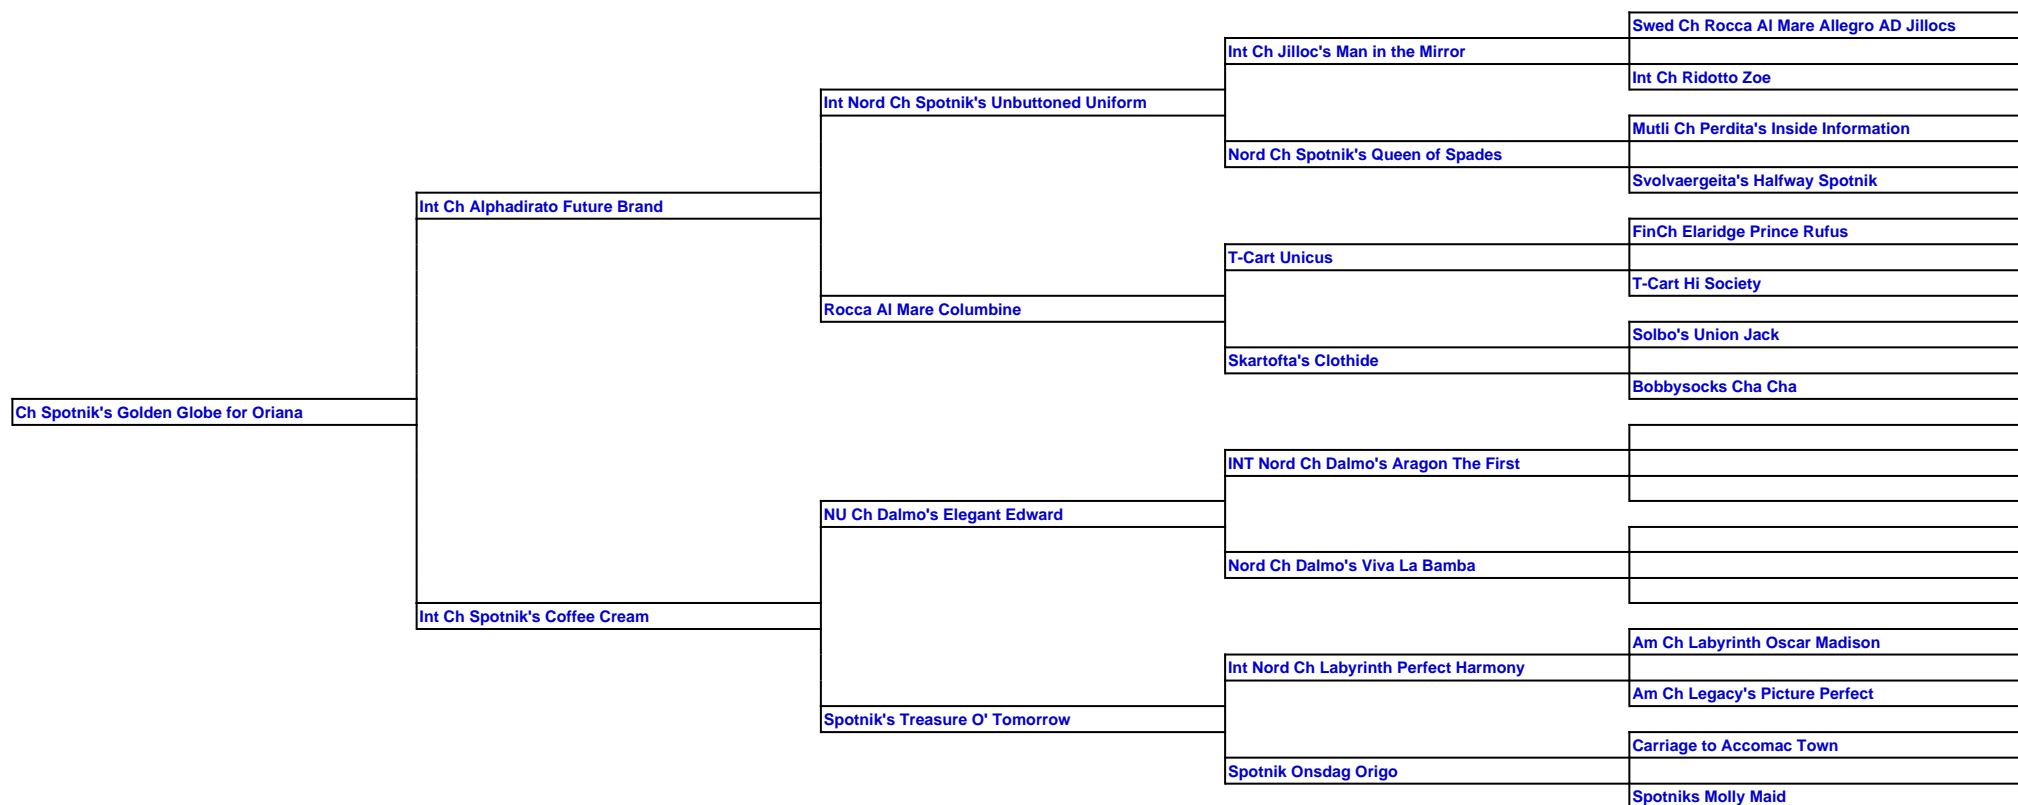 Swed Ch Rocca Al Mare Allegro AD Jillocs
Int Ch Jilloc's Man in the Mirror
Int Ch Ridotto Zoe
Int Nord Ch Spotnik's Unbuttoned Uniform
Mutli Ch Perdita's Inside Information
Nord Ch Spotnik's Queen of Spades
Svolvaergeita's Halfway Spotnik
Int Ch Alphadirato Future Brand
FinCh Elaridge Prince Rufus
T-Cart Unicus
T-Cart Hi Society
Rocca Al Mare Columbine
Solbo's Union Jack
Skartofta's Clothide
Bobbysocks Cha Cha
Ch Spotnik's Golden Globe for Oriana
INT Nord Ch Dalmo's Aragon The First
NU Ch Dalmo's Elegant Edward
Nord Ch Dalmo's Viva La Bamba
Int Ch Spotnik's Coffee Cream
Am Ch Labyrinth Oscar Madison
Int Nord Ch Labyrinth Perfect Harmony
Am Ch Legacy's Picture Perfect
Spotnik's Treasure O' Tomorrow
Carriage to Accomac Town
Spotnik Onsdag Origo
Spotniks Molly Maid